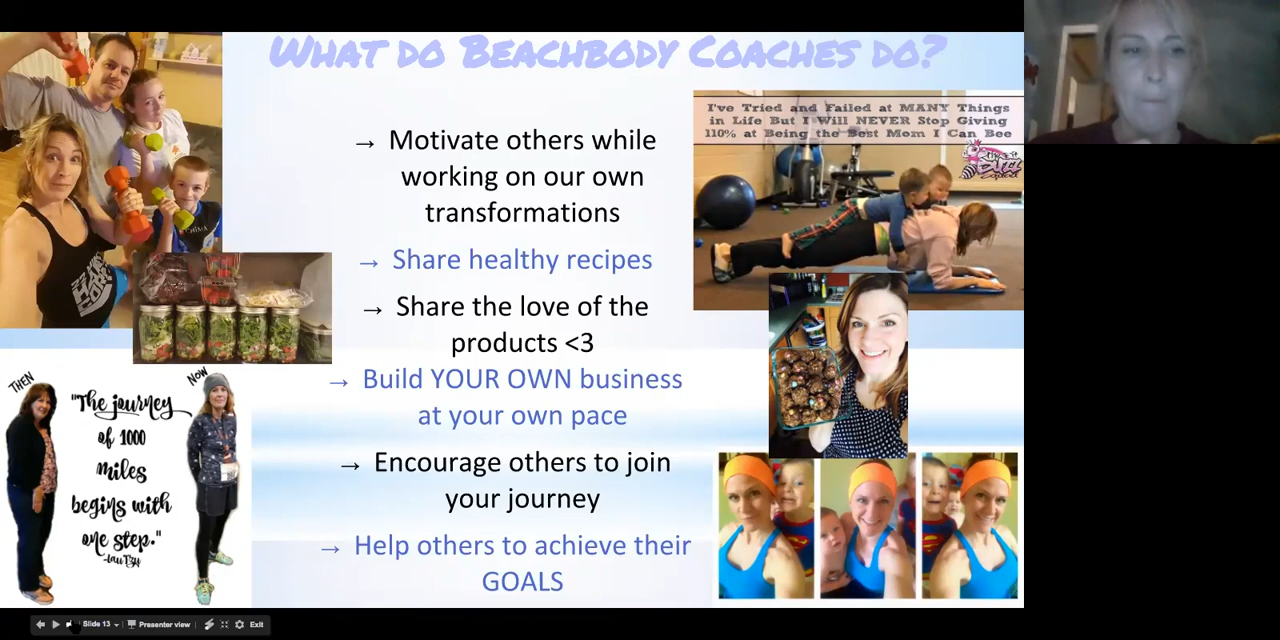 What do Beachbody Coaches do?
I've Tried and Failed at MANY Things
in Life But I Will NEVER Stop Giving
110% at Being the Best Mom I Can Bee
→ Motivate others while
working on our own
transformations
→ Share healthy recipes
→ Share the love of the
products <3
→ Build YOUR OWN business
at your own pace
→ Encourage others to join
your journey
→ Help others to achieve their
GOALS
THEN
NOW
"The journey
of 1000
miles
begins with
one step."
-Lau Tzu
Slide 13
Presenter view
Exit